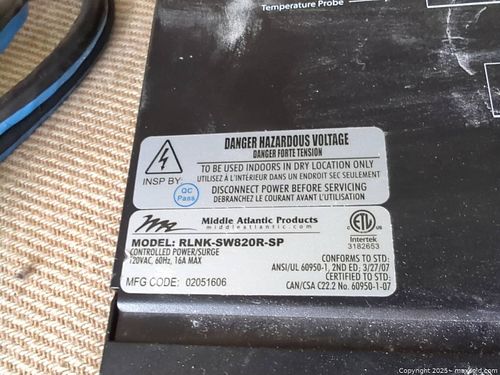 Temperature Probe
DANGER HAZARDOUS VOLTAGE
DANGER FORTE TENSION
TO BE USED INDOORS IN DRY LOCATION ONLY
UTILISEZ À L'INTÉRIEUR DANS UN ENDROIT SEC SEULEMENT
INSP BY
QC
Pass
DISCONNECT POWER BEFORE SERVICING
DEBRANCHEZ LE COURANT AVANT L'UTILISATION
Middle Atlantic Products
middleatlantic.com
MODEL: RLNK-SW820R-SP
CONTROLLED POWER/SURGE
120VAC, 60Hz, 16A MAX
MFG CODE: 02051606
ETL
Intertek
3182653
CONFORMS TO STD:
ANSI/UL 60950-1, 2ND ED, 3/27/07
CERTIFIED TO STD:
CAN/CSA C22.2 No. 60950-1-07